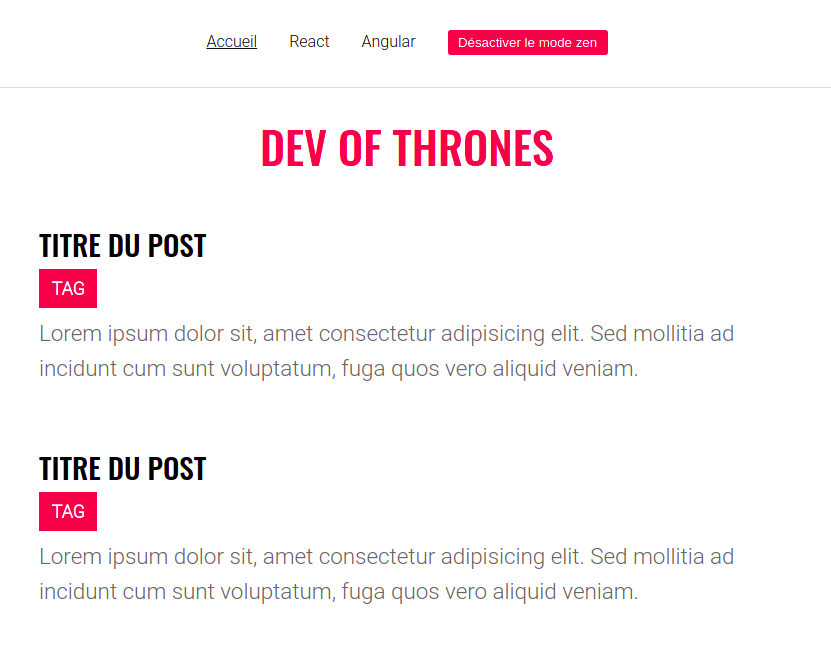 Accueil React Angular Désactiver le mode zen
DEV OF THRONES
TITRE DU POST
TAG
Lorem ipsum dolor sit, amet consectetur adipisicing elit. Sed mollitia ad
incidunt cum sunt voluptatum, fuga quos vero aliquid veniam.
TITRE DU POST
TAG
Lorem ipsum dolor sit, amet consectetur adipisicing elit. Sed mollitia ad
incidunt cum sunt voluptatum, fuga quos vero aliquid veniam.